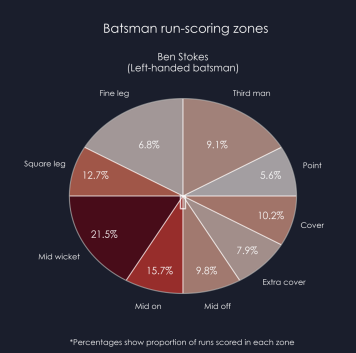 Batsman run-scoring zones
Ben Stokes
(Left-handed batsman)
Fine leg
Third man
6.8%
9.1%
Square leg
Point
12.7%
5.6%
10.2%
Cover
21.5%
7.9%
Mid wicket
15.7%
9.8%
Extra cover
Mid on
Mid off
*Percentages show proportion of runs scored in each zone